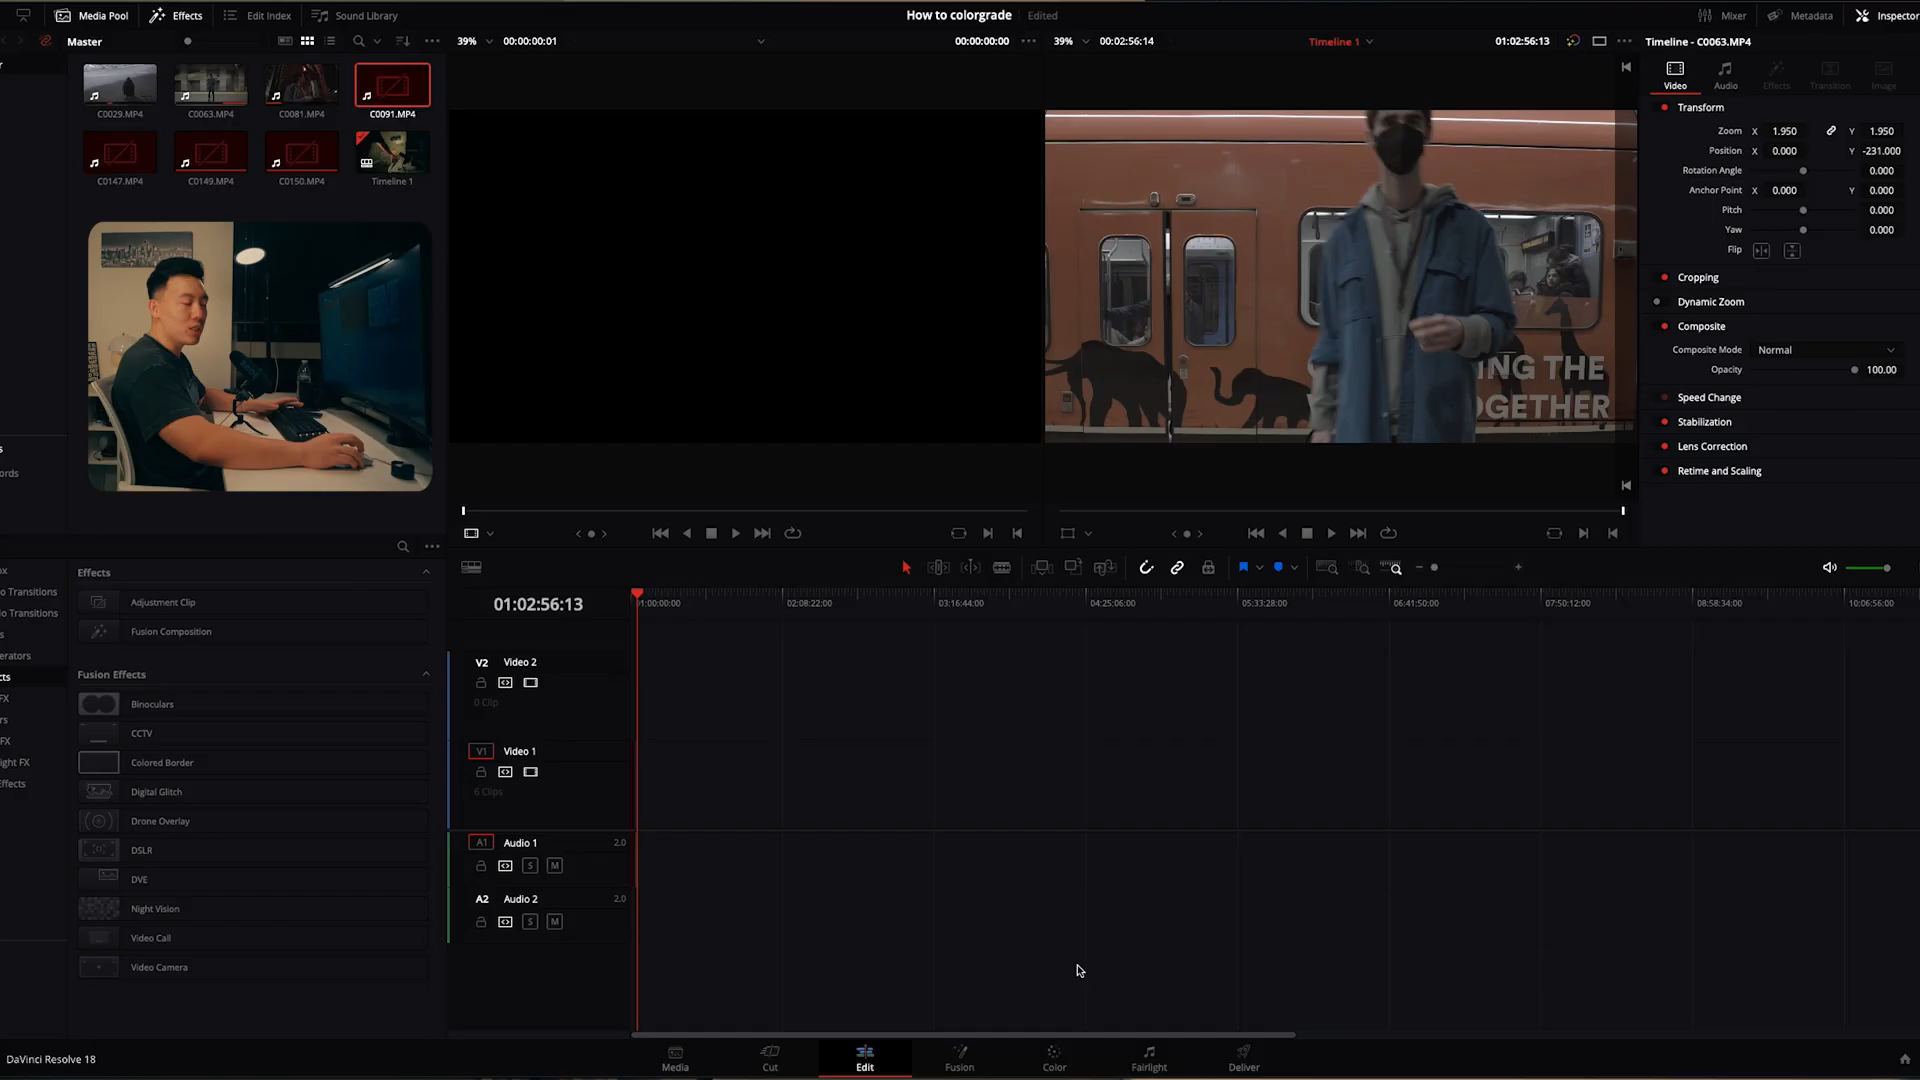 Media Pool
Effects
Edit Index
Sound Library
How to colorgrade
Edited
Mixer
Metadata
Inspector
Master
39%
00:00:00:01
00:00:00:00
39%
00:02:56:14
Timeline 1
01:02:56:13
Timeline - C0063.MP4
C0029.MP4
C0063.MP4
C0081.MP4
C0091.MP4
C0147.MP4
C0149.MP4
C0150.MP4
Timeline 1
Video
Audio
Effects
Transition
Image
Transform
Zoom X 1.950 Y 1.950
Position X 0.000 Y -231.000
Rotation Angle 0.000
Anchor Point X 0.000 Y 0.000
Pitch 0.000
Yaw 0.000
Flip
Cropping
Dynamic Zoom
Composite
Composite Mode Normal
Opacity 100.00
Speed Change
Stabilization
Lens Correction
Retime and Scaling
ING THE
OGETHER
ords
o Transitions
io Transitions
erators
cts
FX
rs
FX
ight FX
ffects
Effects
Adjustment Clip
Fusion Composition
Fusion Effects
Binoculars
CCTV
Colored Border
Digital Glitch
Drone Overlay
DSLR
DVE
Night Vision
Video Call
Video Camera
01:02:56:13
01:00:00:00
02:08:22:00
03:16:44:00
04:25:06:00
05:33:28:00
06:41:50:00
07:50:12:00
08:58:34:00
10:06:56:00
V2 Video 2
0 Clip
V1 Video 1
6 Clips
A1 Audio 1 2.0
S M
A2 Audio 2 2.0
S M
DaVinci Resolve 18
Media
Cut
Edit
Fusion
Color
Fairlight
Deliver